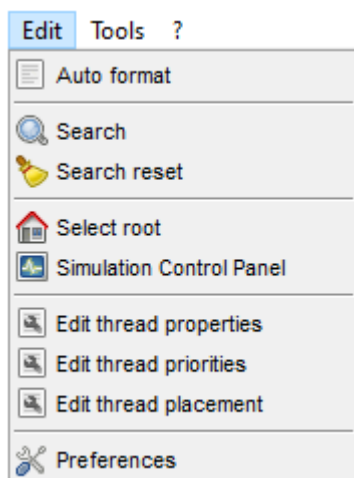 Edit Tools ?
Auto format
Search
Search reset
Select root
Simulation Control Panel
Edit thread properties
Edit thread priorities
Edit thread placement
Preferences